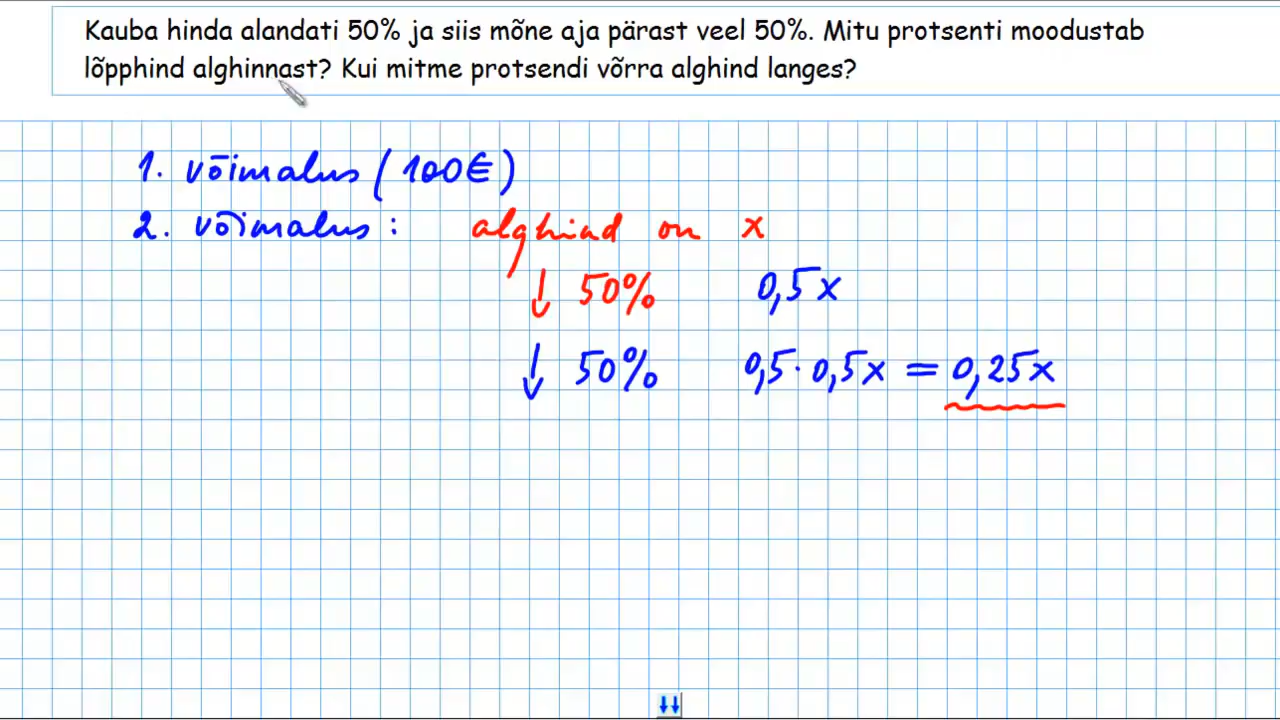 Kauba hinda alandati 50% ja siis mõne aja pärast veel 50%. Mitu protsenti moodustab
lõpphind alghinnast? Kui mitme protsendi võrra alghind langes?
1. võimalus (100€)
2. võimalus : alghind on x
↓ 50% 0,5x
↓ 50% 0,5·0,5x = 0,25x